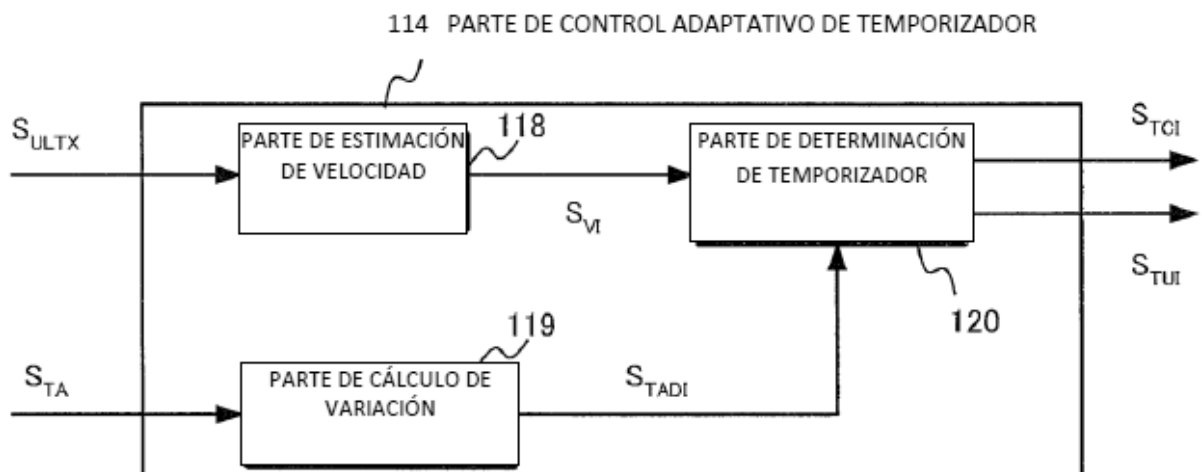 114 PARTE DE CONTROL ADAPTATIVO DE TEMPORIZADOR
S_ULTX
PARTE DE ESTIMACIÓN
DE VELOCIDAD
118
S_VI
PARTE DE DETERMINACIÓN
DE TEMPORIZADOR
S_TCI
S_TUI
120
S_TA
119
PARTE DE CÁLCULO DE
VARIACIÓN
S_TADI